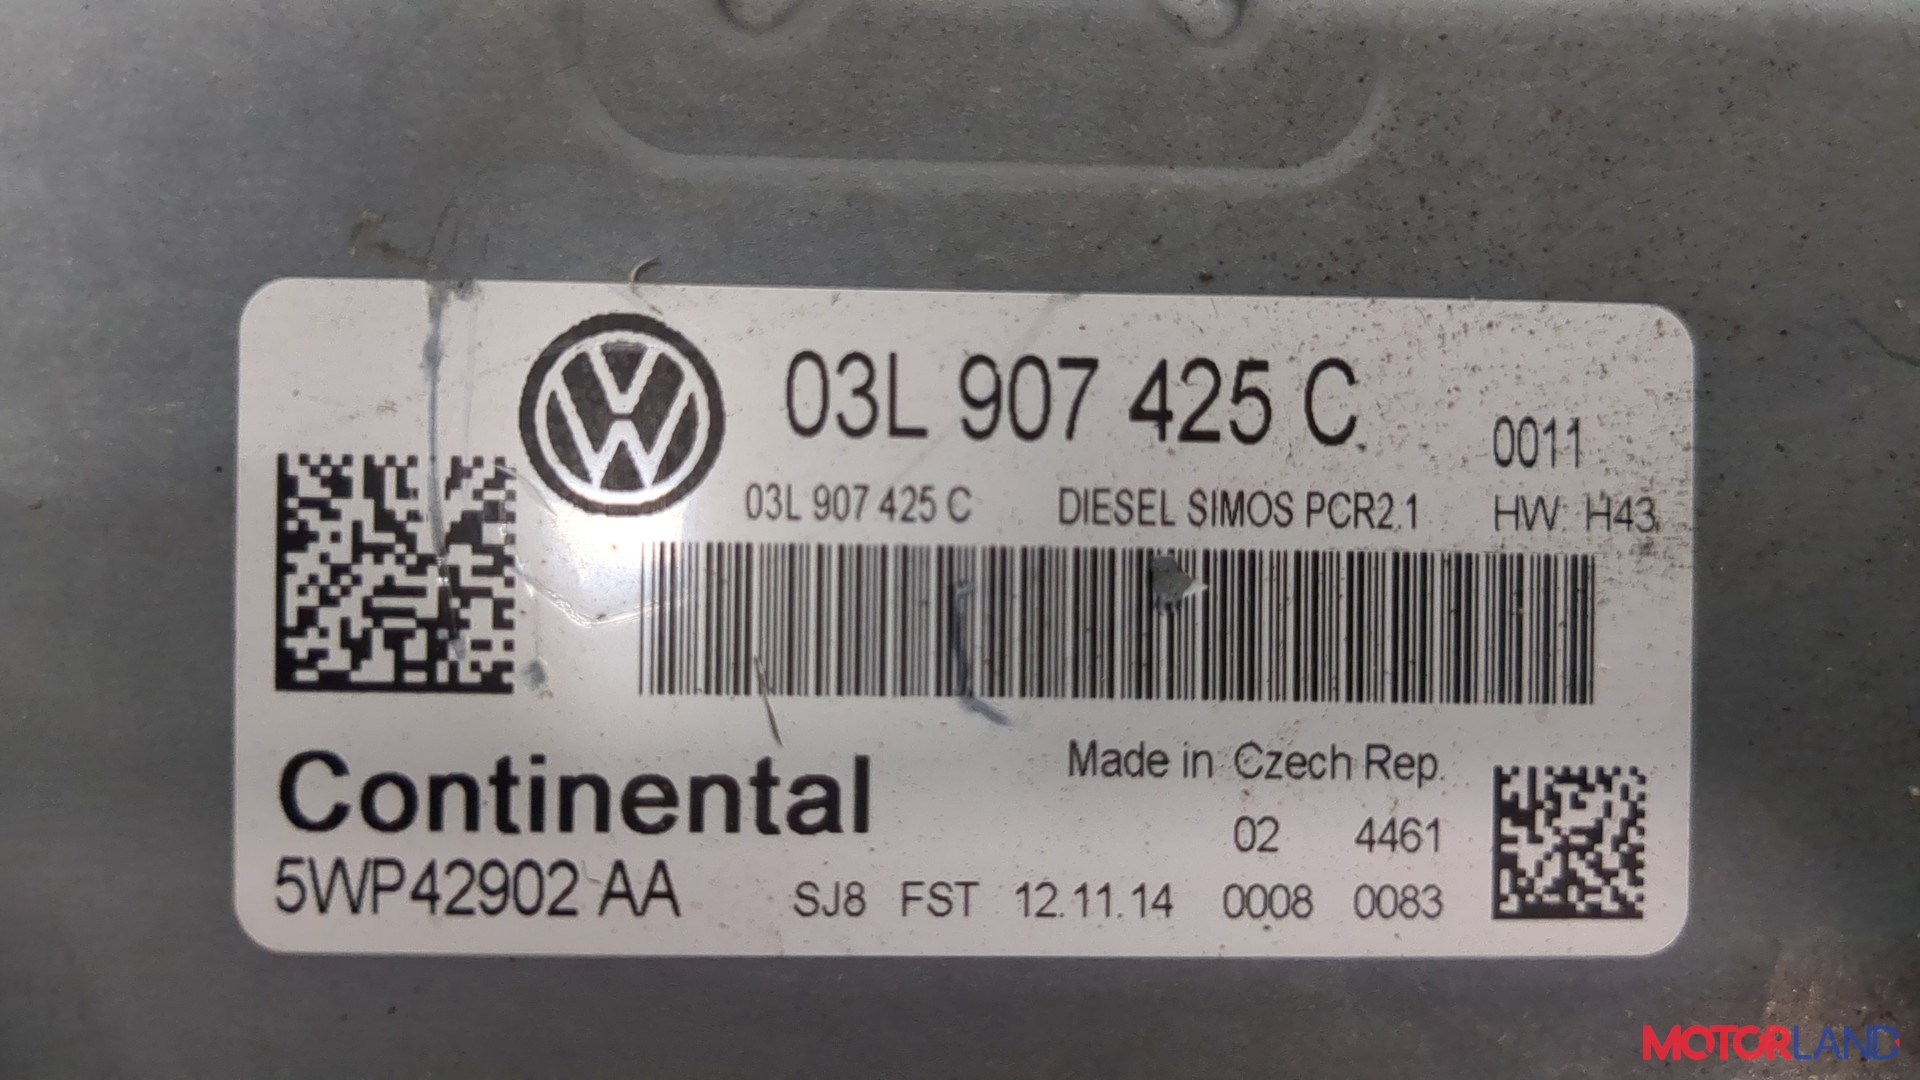 03L 907 425 C
0011
03L 907 425 C DIESEL SIMOS PCR2.1 HW H43
Continental
Made in Czech Rep.
02 4461
5WP42902 AA SJ8 FST 12.11.14 0008 0083
MOTORLAND